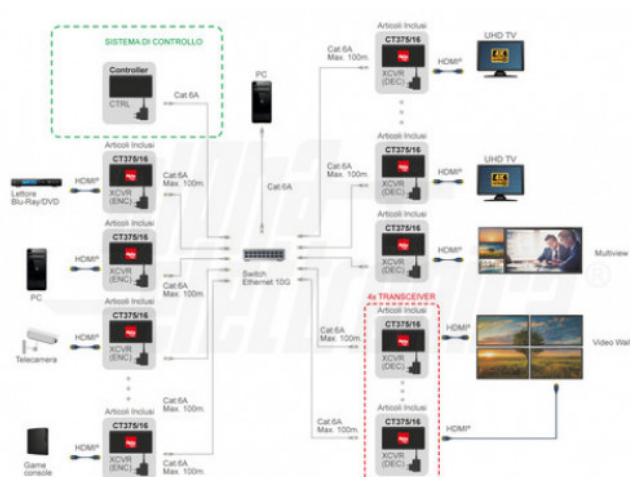 SISTEMA DI CONTROLLO
Controller
CTRL
Cat.6A
PC
Cat.6A
Articoli Inclusi
CT375/16
XCVR
(DEC)
Cat.6A
Max. 100m.
HDMI®
UHD TV
4K
Articoli Inclusi
CT375/16
XCVR
(DEC)
Cat.6A
Max. 100m.
HDMI®
UHD TV
4K
Articoli Inclusi
CT375/16
XCVR
(DEC)
Cat.6A
Max. 100m.
HDMI®
Multiview
Articoli Inclusi
CT375/16
XCVR
(ENC)
Cat.6A
Max. 100m.
HDMI®
Lettore
Blu-Ray/DVD
Articoli Inclusi
CT375/16
XCVR
(ENC)
Cat.6A
Max. 100m.
HDMI®
PC
Switch
Ethernet 10G
Articoli Inclusi
CT375/16
XCVR
(ENC)
Cat.6A
Max. 100m.
HDMI®
Telecamera
Articoli Inclusi
CT375/16
XCVR
(ENC)
Cat.6A
Max. 100m.
HDMI®
Game
console
4x TRANSCEIVER
Articoli Inclusi
CT375/16
XCVR
(DEC)
Cat.6A
Max. 100m.
HDMI®
Video Wall
Articoli Inclusi
CT375/16
XCVR
(DEC)
Cat.6A
Max. 100m.
HDMI®